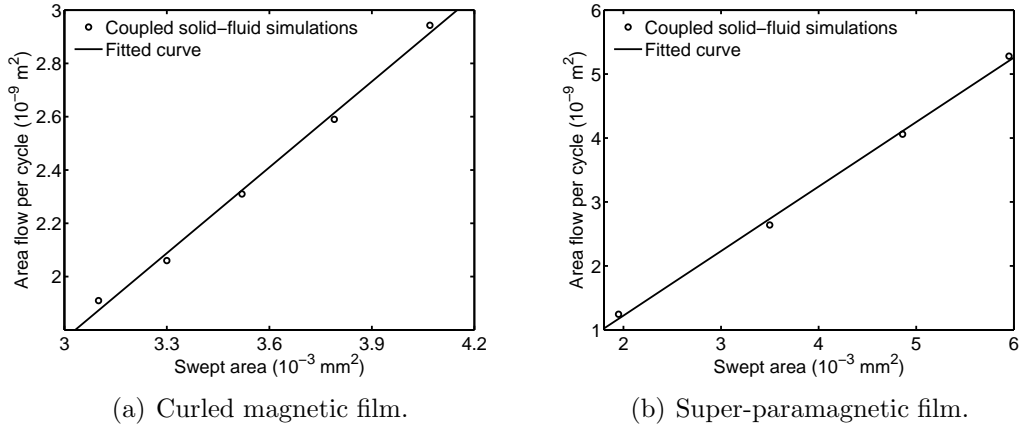 3
2.8
2.6
2.4
2.2
2
3
3.3
3.6
3.9
4.2
Area flow per cycle (10⁻⁹ m²)
Swept area (10⁻³ mm²)
Coupled solid−fluid simulations
Fitted curve
(a) Curled magnetic film.
6
5
4
3
2
1
2
3
4
5
6
Area flow per cycle (10⁻⁹ m²)
Swept area (10⁻³ mm²)
Coupled solid−fluid simulations
Fitted curve
(b) Super-paramagnetic film.